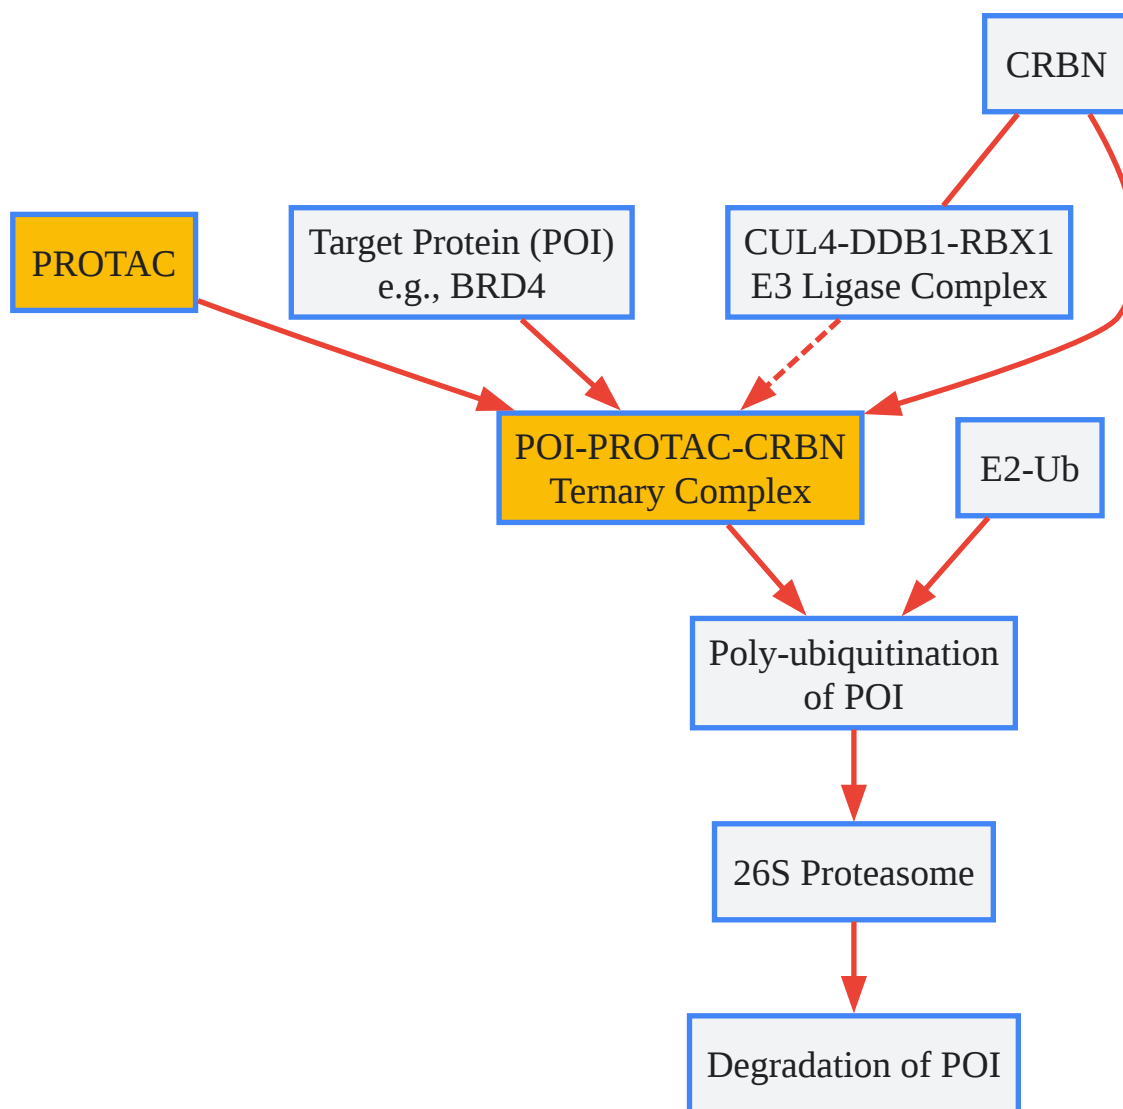 CRBN
PROTAC
Target Protein (POI)
e.g., BRD4
CUL4-DDB1-RBX1
E3 Ligase Complex
POI-PROTAC-CRBN
Ternary Complex
E2-Ub
Poly-ubiquitination
of POI
26S Proteasome
Degradation of POI